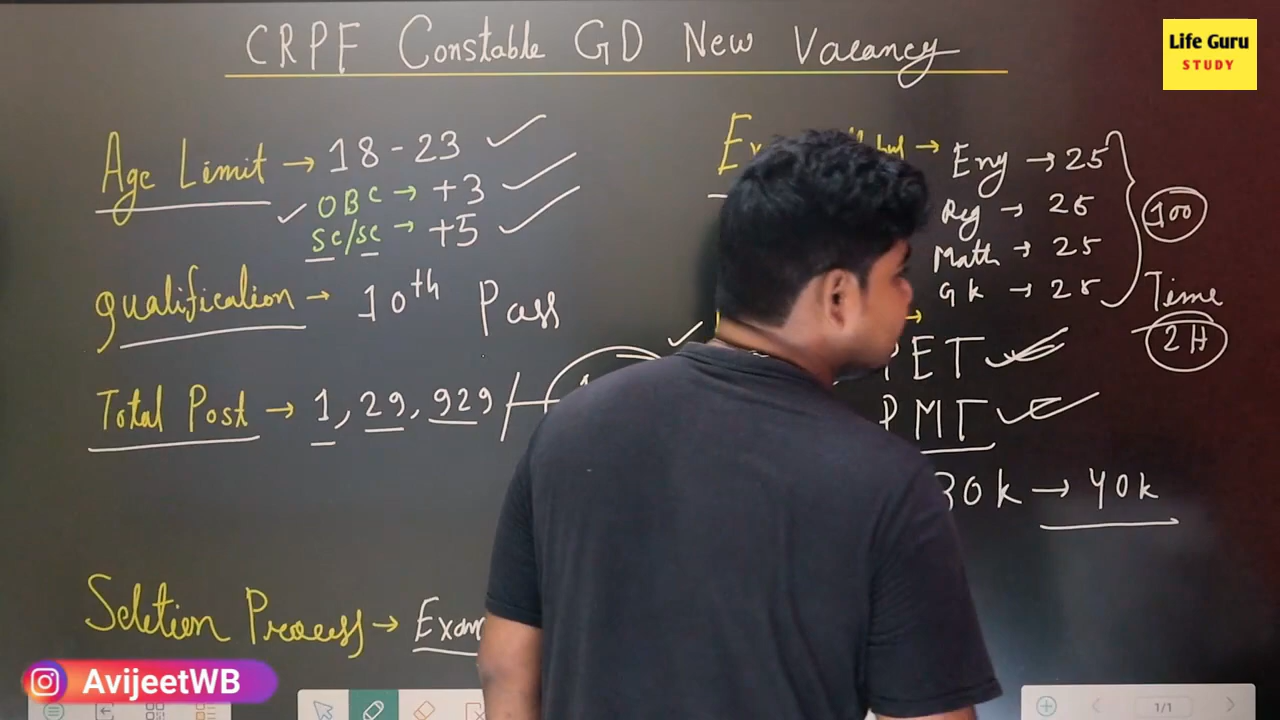 CRPF Constable GD New Vacancy
Life Guru
STUDY
Age Limit → 18 - 23
OBC → +3
SC/SC → +5
Qualification → 10th Pass
Total Post → 1,29,929/
Seletion Process → Exam
Eng → 25
Reg → 25
Math → 25
GK → 25
100
Time
2H
PET
PMT
30k → 40k
AvijeetWB
1/1